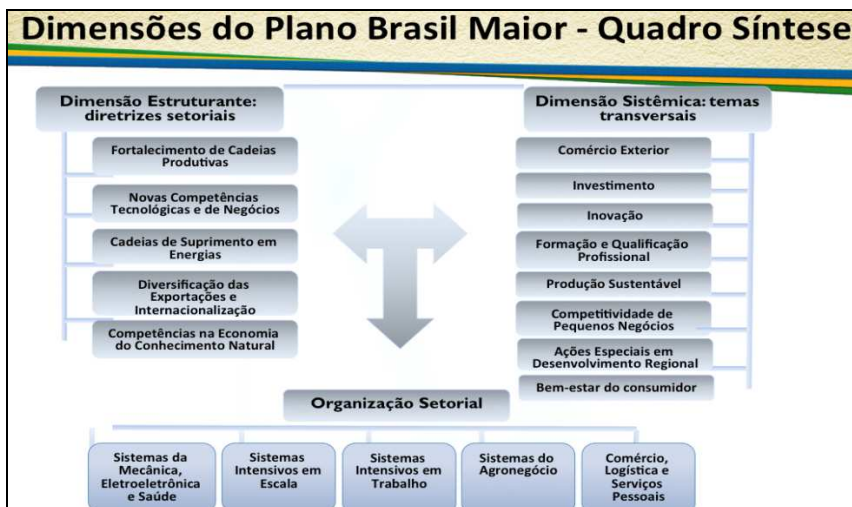 Dimensões do Plano Brasil Maior - Quadro Síntese
Dimensão Estruturante:
diretrizes setoriais
Fortalecimento de Cadeias
Produtivas
Novas Competências
Tecnológicas e de Negócios
Cadeias de Suprimento em
Energias
Diversificação das
Exportações e
Internacionalização
Competências na Economia
do Conhecimento Natural
Dimensão Sistêmica: temas
transversais
Comércio Exterior
Investimento
Inovação
Formação e Qualificação
Profissional
Produção Sustentável
Competitividade de
Pequenos Negócios
Ações Especiais em
Desenvolvimento Regional
Bem-estar do consumidor
Organização Setorial
Sistemas da
Mecânica,
Eletroeletrônica
e Saúde
Sistemas
Intensivos em
Escala
Sistemas
Intensivos em
Trabalho
Sistemas do
Agronegócio
Comércio,
Logística e
Serviços
Pessoais